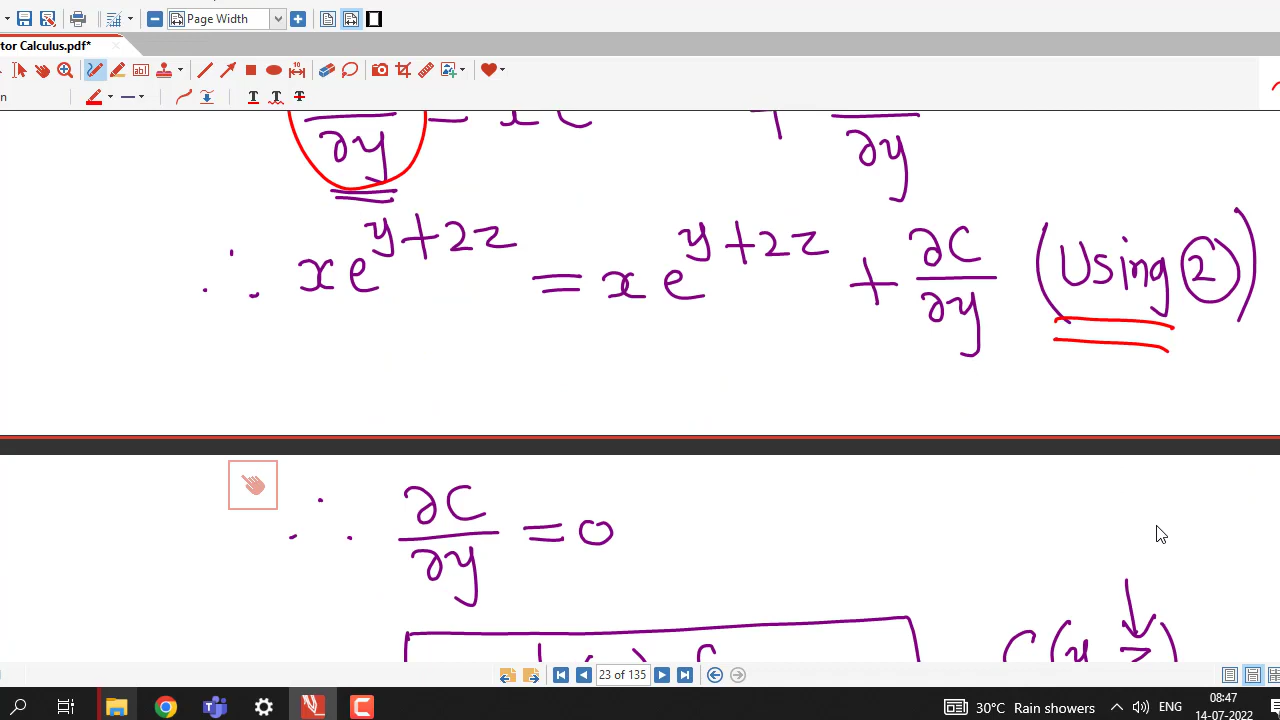 Page Width
tor Calculus.pdf*
∂y ∂y
∴ xe^{y+2z} = xe^{y+2z} + ∂C/∂y (Using ②)
∴ ∂C/∂y = 0
23 of 135
30°C Rain showers ENG 08:47
14-07-2022